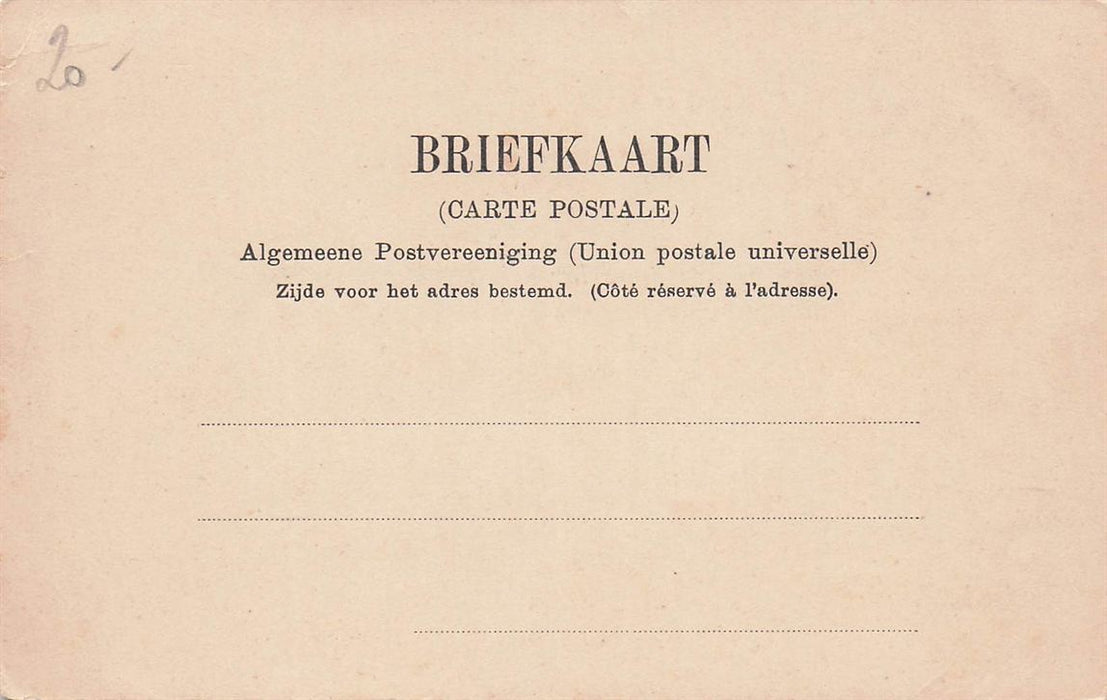 20
BRIEFKAART
(CARTE POSTALE)
Algemeene Postvereeniging (Union postale universelle)
Zijde voor het adres bestemd. (Côté réservé à l'adresse).